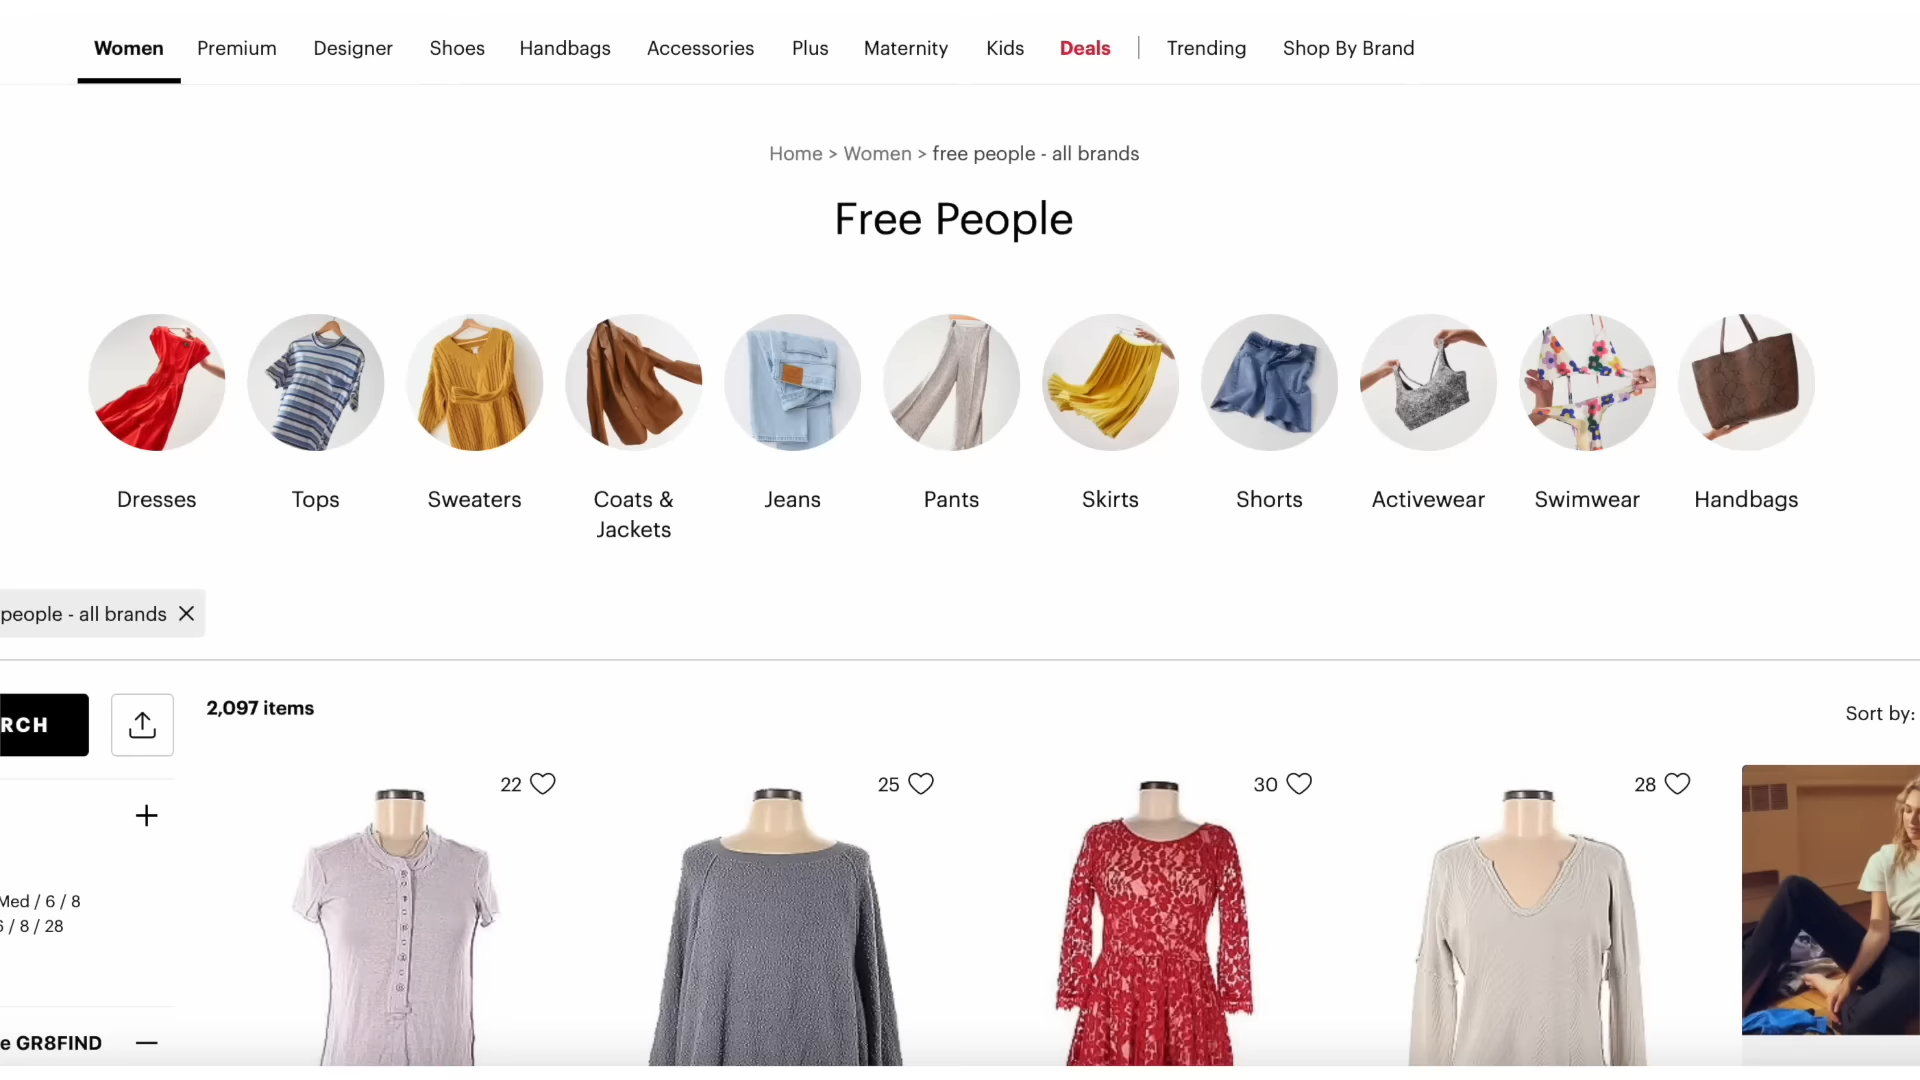 Women Premium Designer Shoes Handbags Accessories Plus Maternity Kids Deals | Trending Shop By Brand
Home > Women > free people - all brands
Free People
Dresses Tops Sweaters Coats & Jackets Jeans Pants Skirts Shorts Activewear Swimwear Handbags
people - all brands
RCH
2,097 items
Sort by:
22 25 30 28
Med / 6 / 8
/ 8 / 28
e GR8FIND